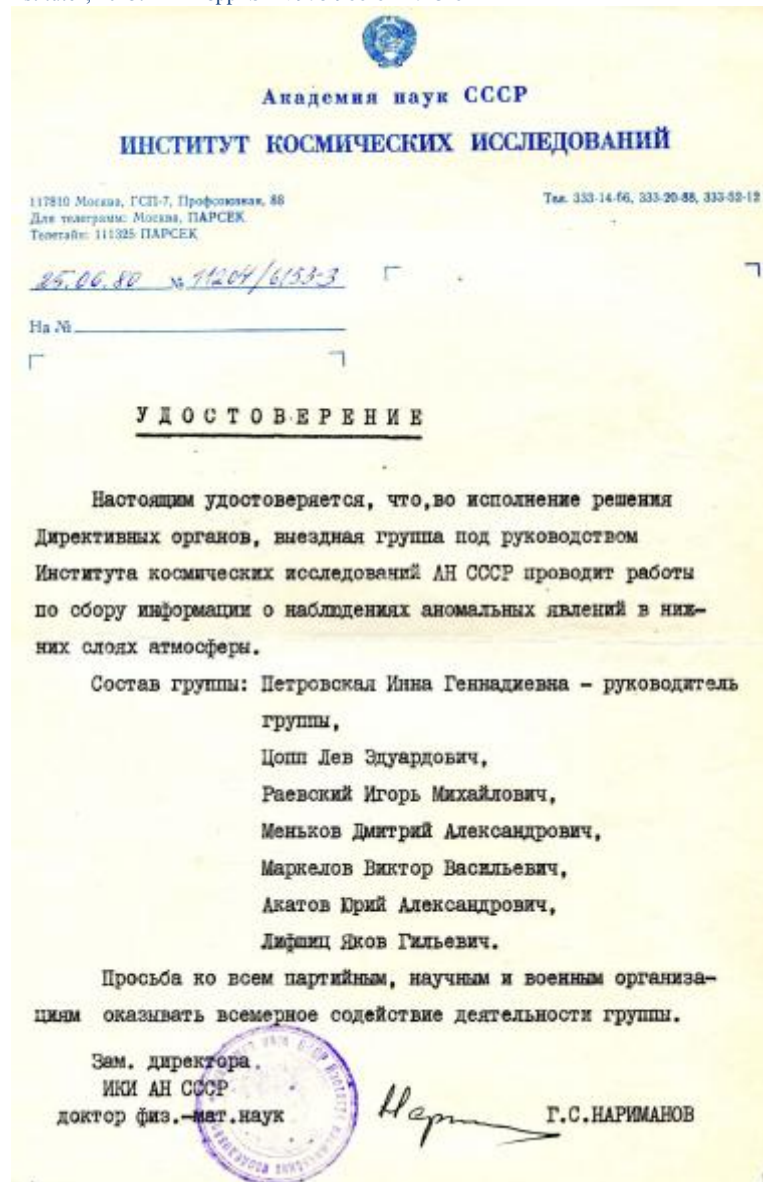 Академия наук СССР
ИНСТИТУТ КОСМИЧЕСКИХ ИССЛЕДОВАНИЙ
117810 Москва, ГСП-7, Профсоюзная, 88
Для телеграмм: Москва, ПАРСЕК
Телетайп: 111325 ПАРСЕК
Тел. 333-14-66, 333-20-88, 333-52-12
25.06.80 № 11204/6153-3
На №
УДОСТОВЕРЕНИЕ
Настоящим удостоверяется, что,во исполнение решения
Директивных органов, выездная группа под руководством
Института космических исследований АН СССР проводит работы
по сбору информации о наблюдениях аномальных явлений в ниж-
них слоях атмосферы.
Состав группы: Петровская Инна Геннадиевна – руководитель
группы,
Цопп Лев Эдуардович,
Раевский Игорь Михайлович,
Меньков Дмитрий Александрович,
Маркелов Виктор Васильевич,
Акатов Юрий Александрович,
Лифшиц Яков Гильевич.
Просьба ко всем партийным, научным и военным организа-
циям оказывать всемерное содействие деятельности группы.
Зам. директора
ИКИ АН СССР
доктор физ.-мат.наук
Г.С.НАРИМАНОВ